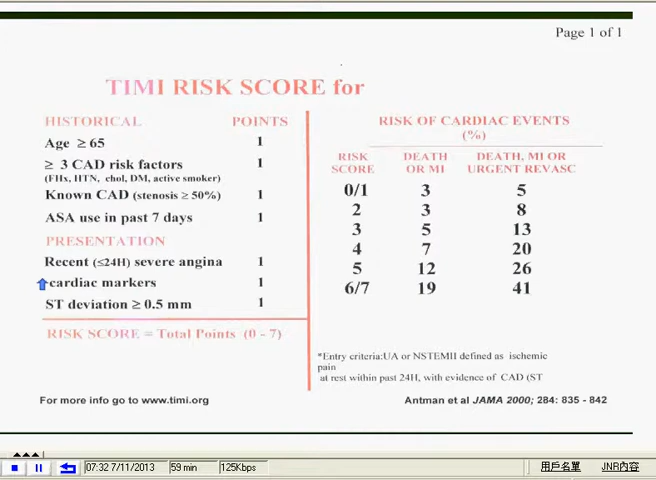 Page 1 of 1
TIMI RISK SCORE for
HISTORICAL POINTS
Age ≥ 65 1
≥ 3 CAD risk factors 1
(FHx, HTN, chol, DM, active smoker)
Known CAD (stenosis ≥ 50%) 1
ASA use in past 7 days 1
PRESENTATION
Recent (≤24H) severe angina 1
cardiac markers 1
ST deviation ≥ 0.5 mm 1
RISK SCORE = Total Points (0 - 7)
RISK OF CARDIAC EVENTS
(%)
RISK DEATH DEATH, MI OR
SCORE OR MI URGENT REVASC
0/1 3 5
2 3 8
3 5 13
4 7 20
5 12 26
6/7 19 41
*Entry criteria:UA or NSTEMII defined as ischemic
pain
at rest within past 24H, with evidence of CAD (ST
For more info go to www.timi.org
Antman et al JAMA 2000; 284: 835 - 842
07:32 7/11/2013 59 min 125Kbps 用戶名單 JNR內容